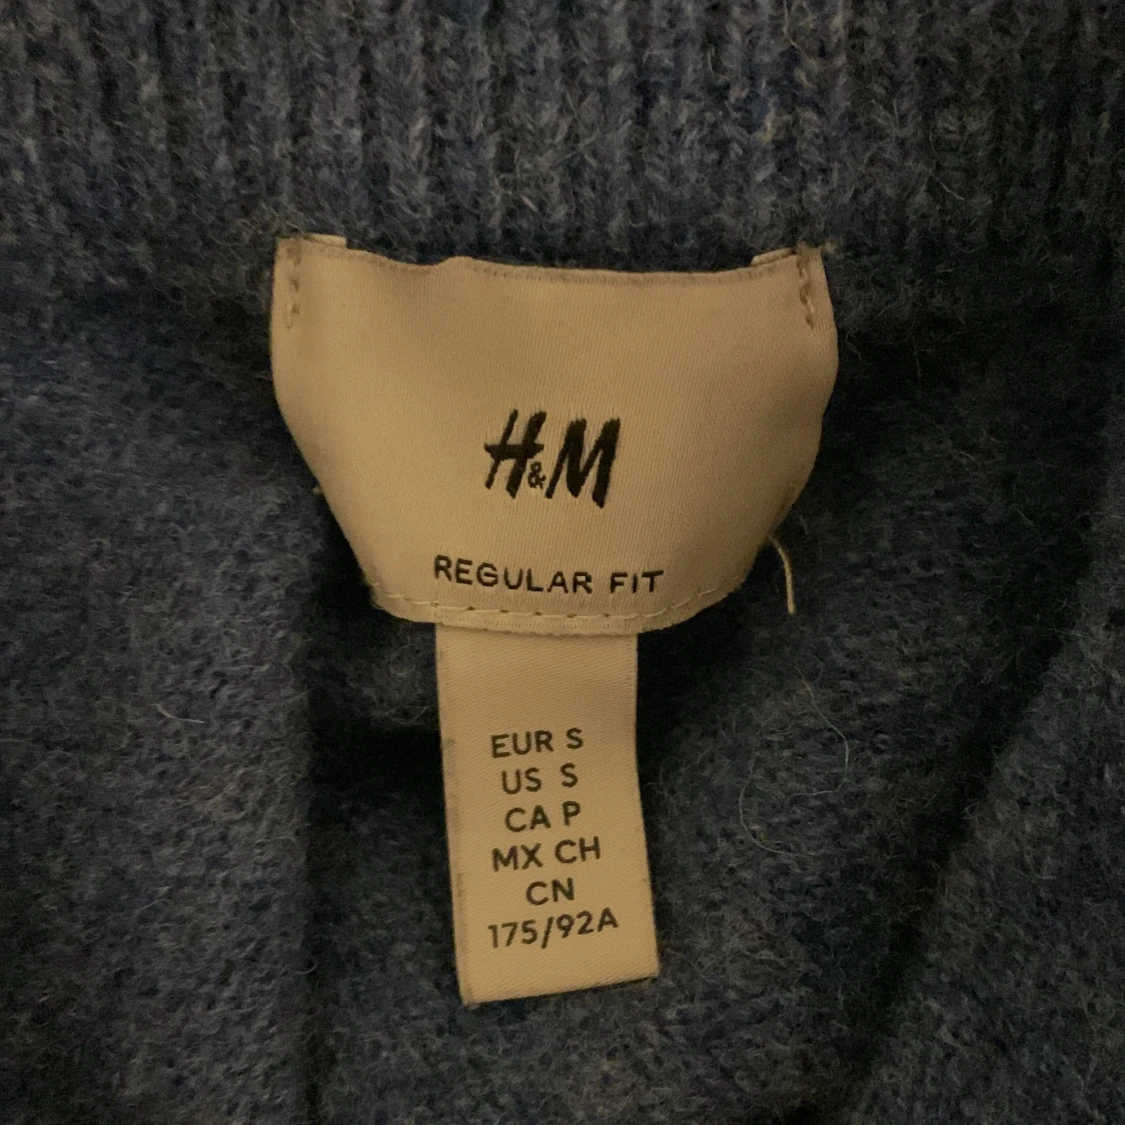 H&M
REGULAR FIT
EUR S
US S
CA P
MX CH
CN
175/92A